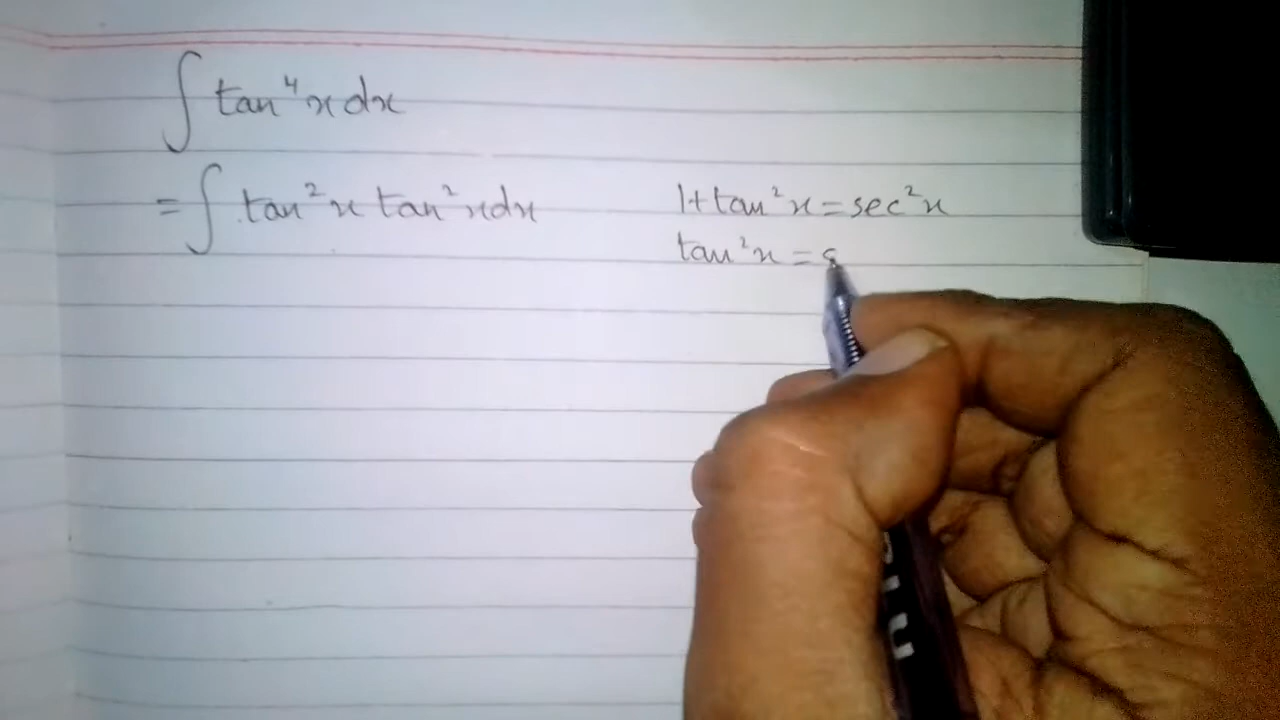 ∫ tan⁴x dx
= ∫ tan²x tan²x dx
1+tan²x = sec²x
tan²x = s